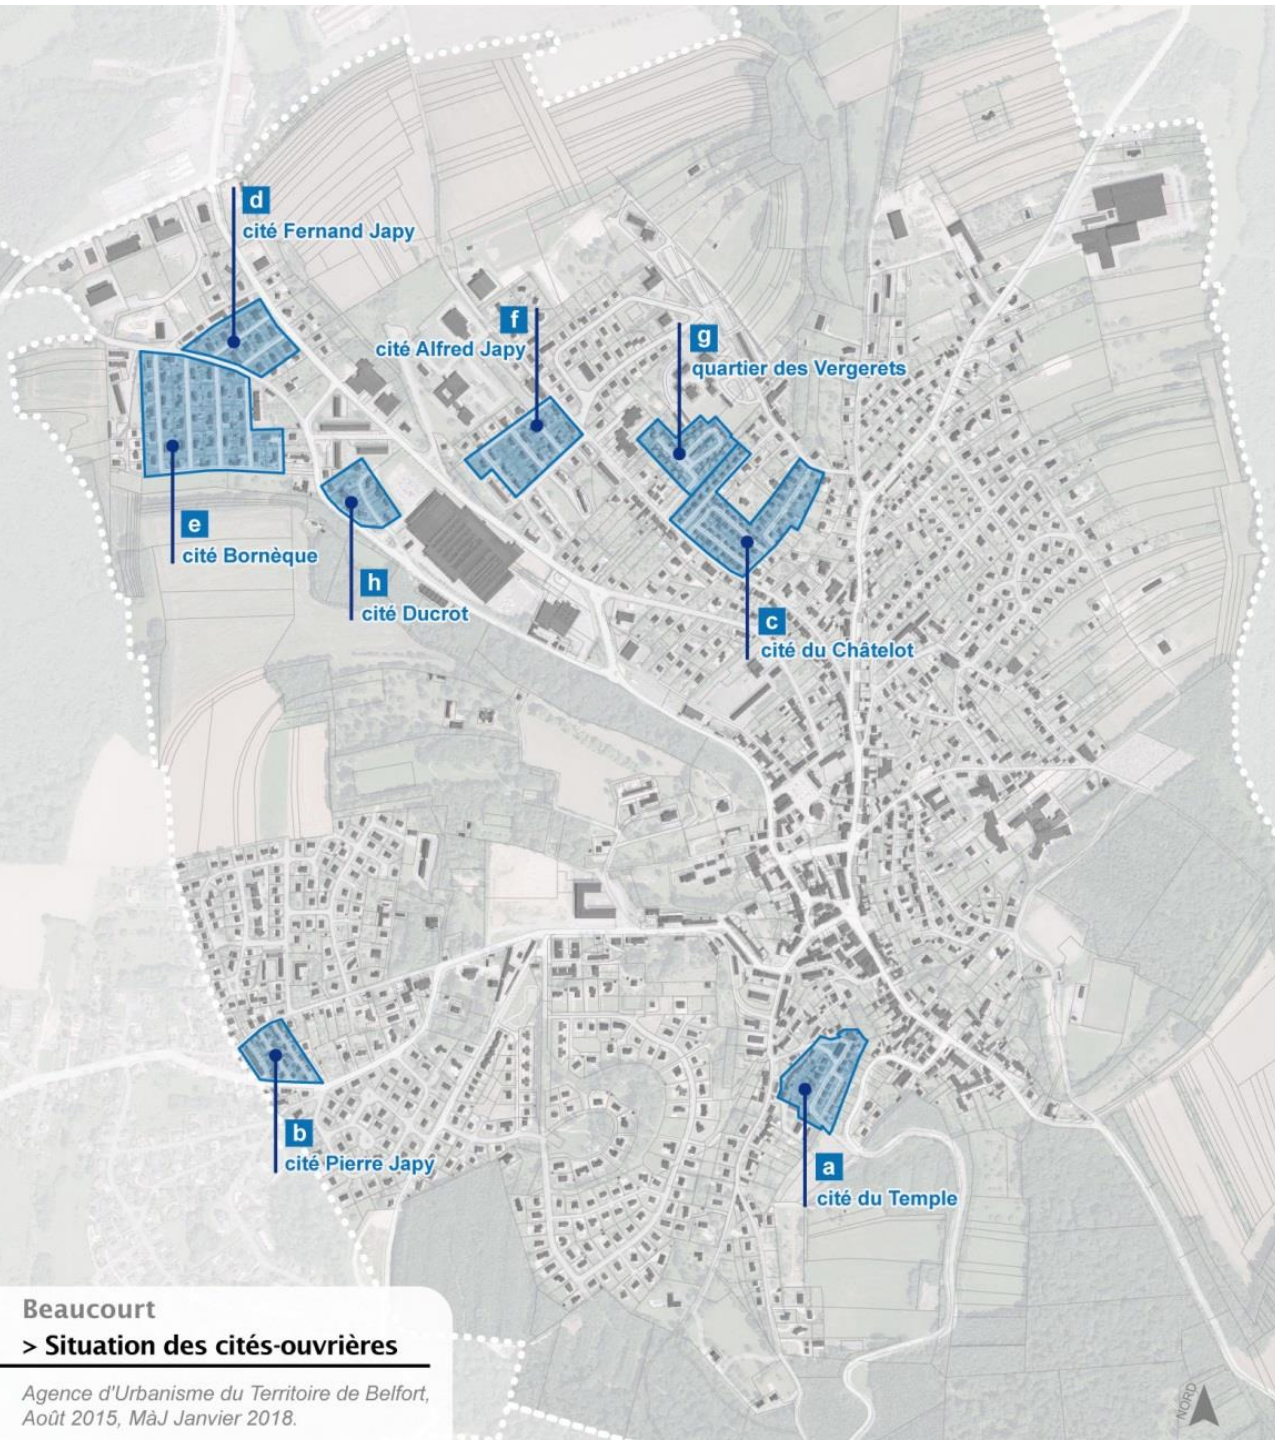 d
cité Fernand Japy
f
cité Alfred Japy
g
quartier des Vergerets
e
cité Bornèque
h
cité Ducrot
c
cité du Châtelot
b
cité Pierre Japy
a
cité du Temple
Beaucourt
> Situation des cités-ouvrières
Agence d'Urbanisme du Territoire de Belfort,
Août 2015, MàJ Janvier 2018.
NORD